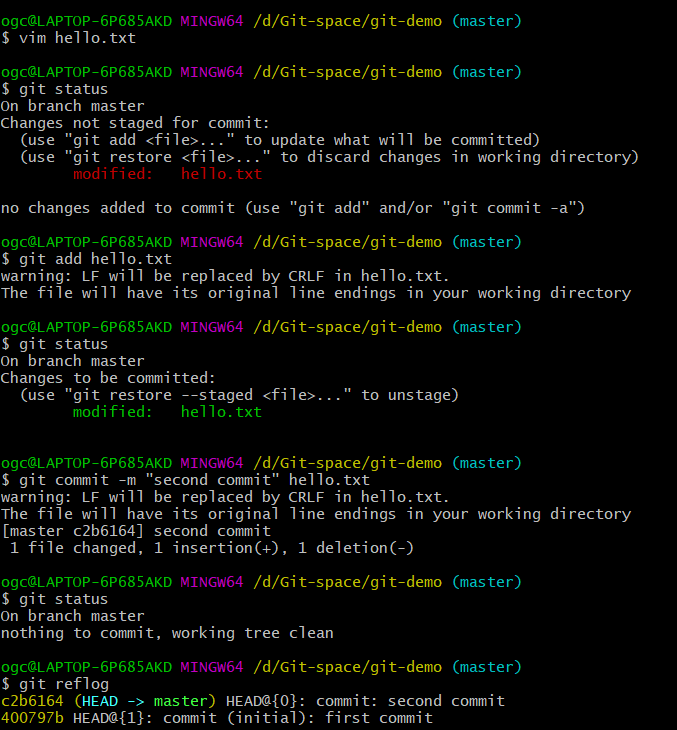 ogc@LAPTOP-6P685AKD MINGW64 /d/Git-space/git-demo (master)
$ vim hello.txt
ogc@LAPTOP-6P685AKD MINGW64 /d/Git-space/git-demo (master)
$ git status
On branch master
Changes not staged for commit:
  (use "git add <file>..." to update what will be committed)
  (use "git restore <file>..." to discard changes in working directory)
        modified:   hello.txt
no changes added to commit (use "git add" and/or "git commit -a")
ogc@LAPTOP-6P685AKD MINGW64 /d/Git-space/git-demo (master)
$ git add hello.txt
warning: LF will be replaced by CRLF in hello.txt.
The file will have its original line endings in your working directory
ogc@LAPTOP-6P685AKD MINGW64 /d/Git-space/git-demo (master)
$ git status
On branch master
Changes to be committed:
  (use "git restore --staged <file>..." to unstage)
        modified:   hello.txt
ogc@LAPTOP-6P685AKD MINGW64 /d/Git-space/git-demo (master)
$ git commit -m "second commit" hello.txt
warning: LF will be replaced by CRLF in hello.txt.
The file will have its original line endings in your working directory
[master c2b6164] second commit
 1 file changed, 1 insertion(+), 1 deletion(-)
ogc@LAPTOP-6P685AKD MINGW64 /d/Git-space/git-demo (master)
$ git status
On branch master
nothing to commit, working tree clean
ogc@LAPTOP-6P685AKD MINGW64 /d/Git-space/git-demo (master)
$ git reflog
c2b6164 (HEAD -> master) HEAD@{0}: commit: second commit
400797b HEAD@{1}: commit (initial): first commit